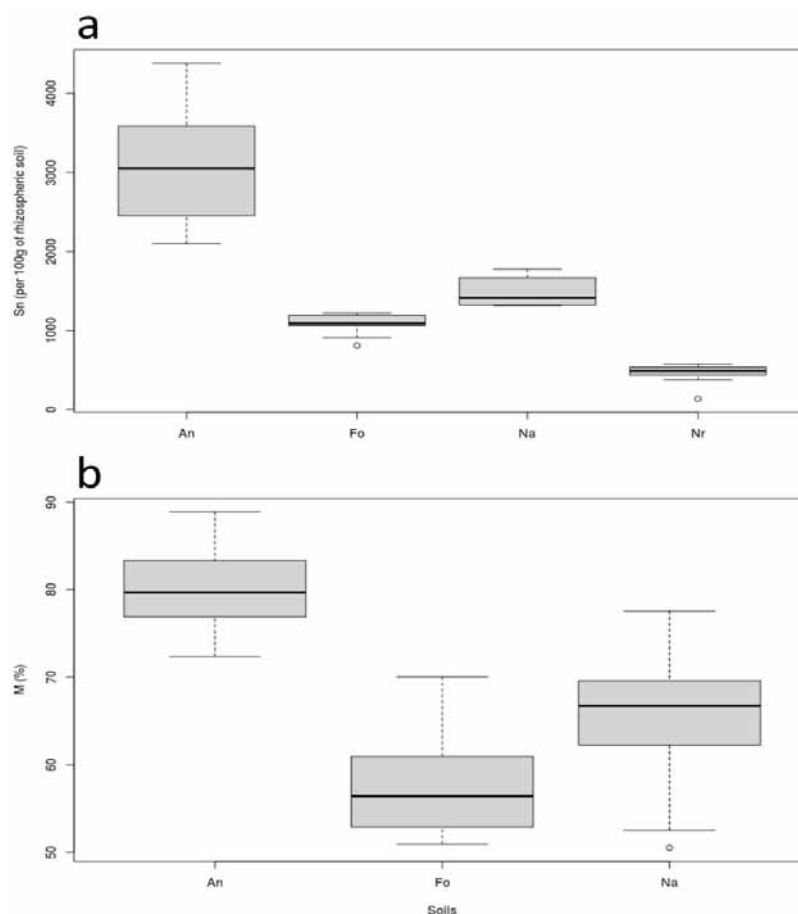 a
Sn (per 100g of rhizospheric soil)
4000
3000
2000
1000
0
An Fo Na Nr
b
M (%)
90
80
70
60
50
An Fo Na
Soils